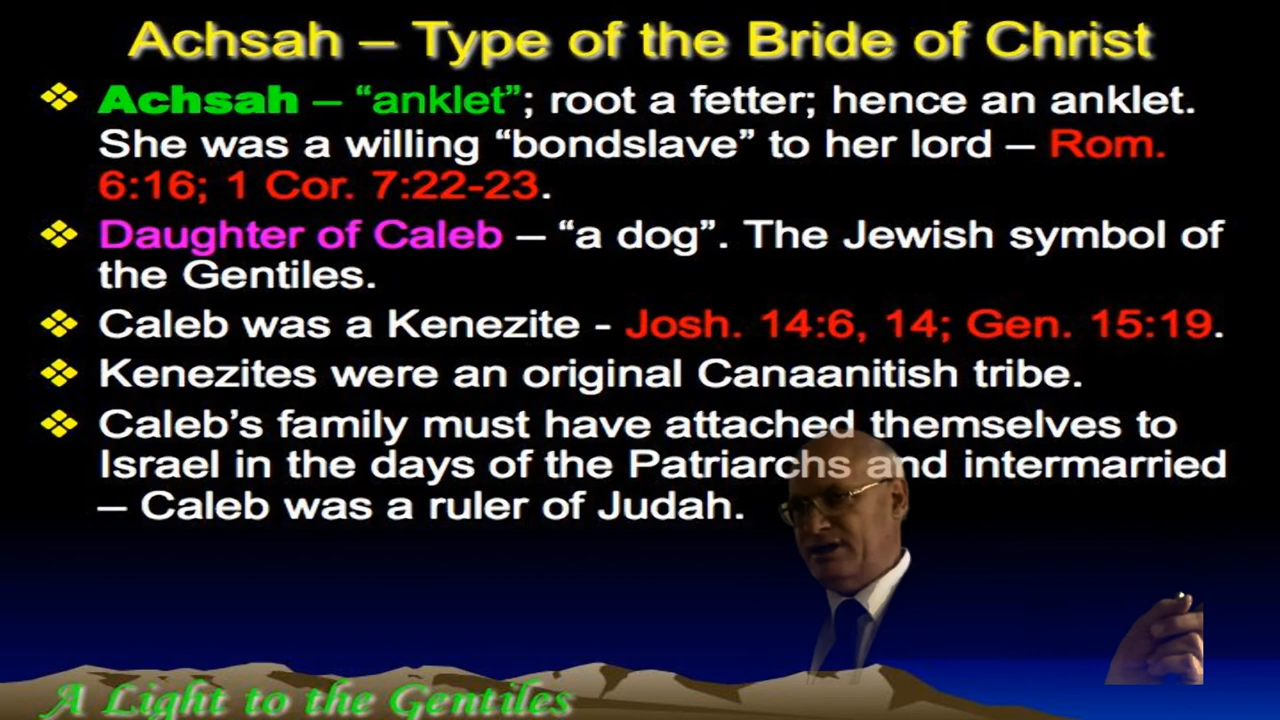 Achsah – Type of the Bride of Christ
Achsah – “anklet”; root a fetter; hence an anklet.
She was a willing “bondslave” to her lord – Rom.
6:16; 1 Cor. 7:22-23.
Daughter of Caleb – “a dog”. The Jewish symbol of
the Gentiles.
Caleb was a Kenezite - Josh. 14:6, 14; Gen. 15:19.
Kenezites were an original Canaanitish tribe.
Caleb’s family must have attached themselves to
Israel in the days of the Patriarchs and intermarried
– Caleb was a ruler of Judah.
A Light to the Gentiles